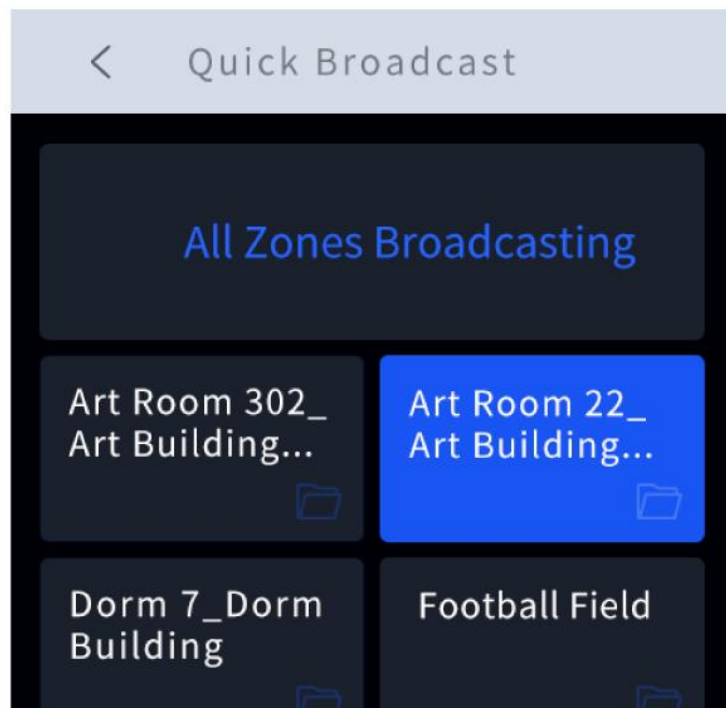 Quick Broadcast
All Zones Broadcasting
Art Room 302_
Art Building...
Art Room 22_
Art Building...
Dorm 7_Dorm
Building
Football Field